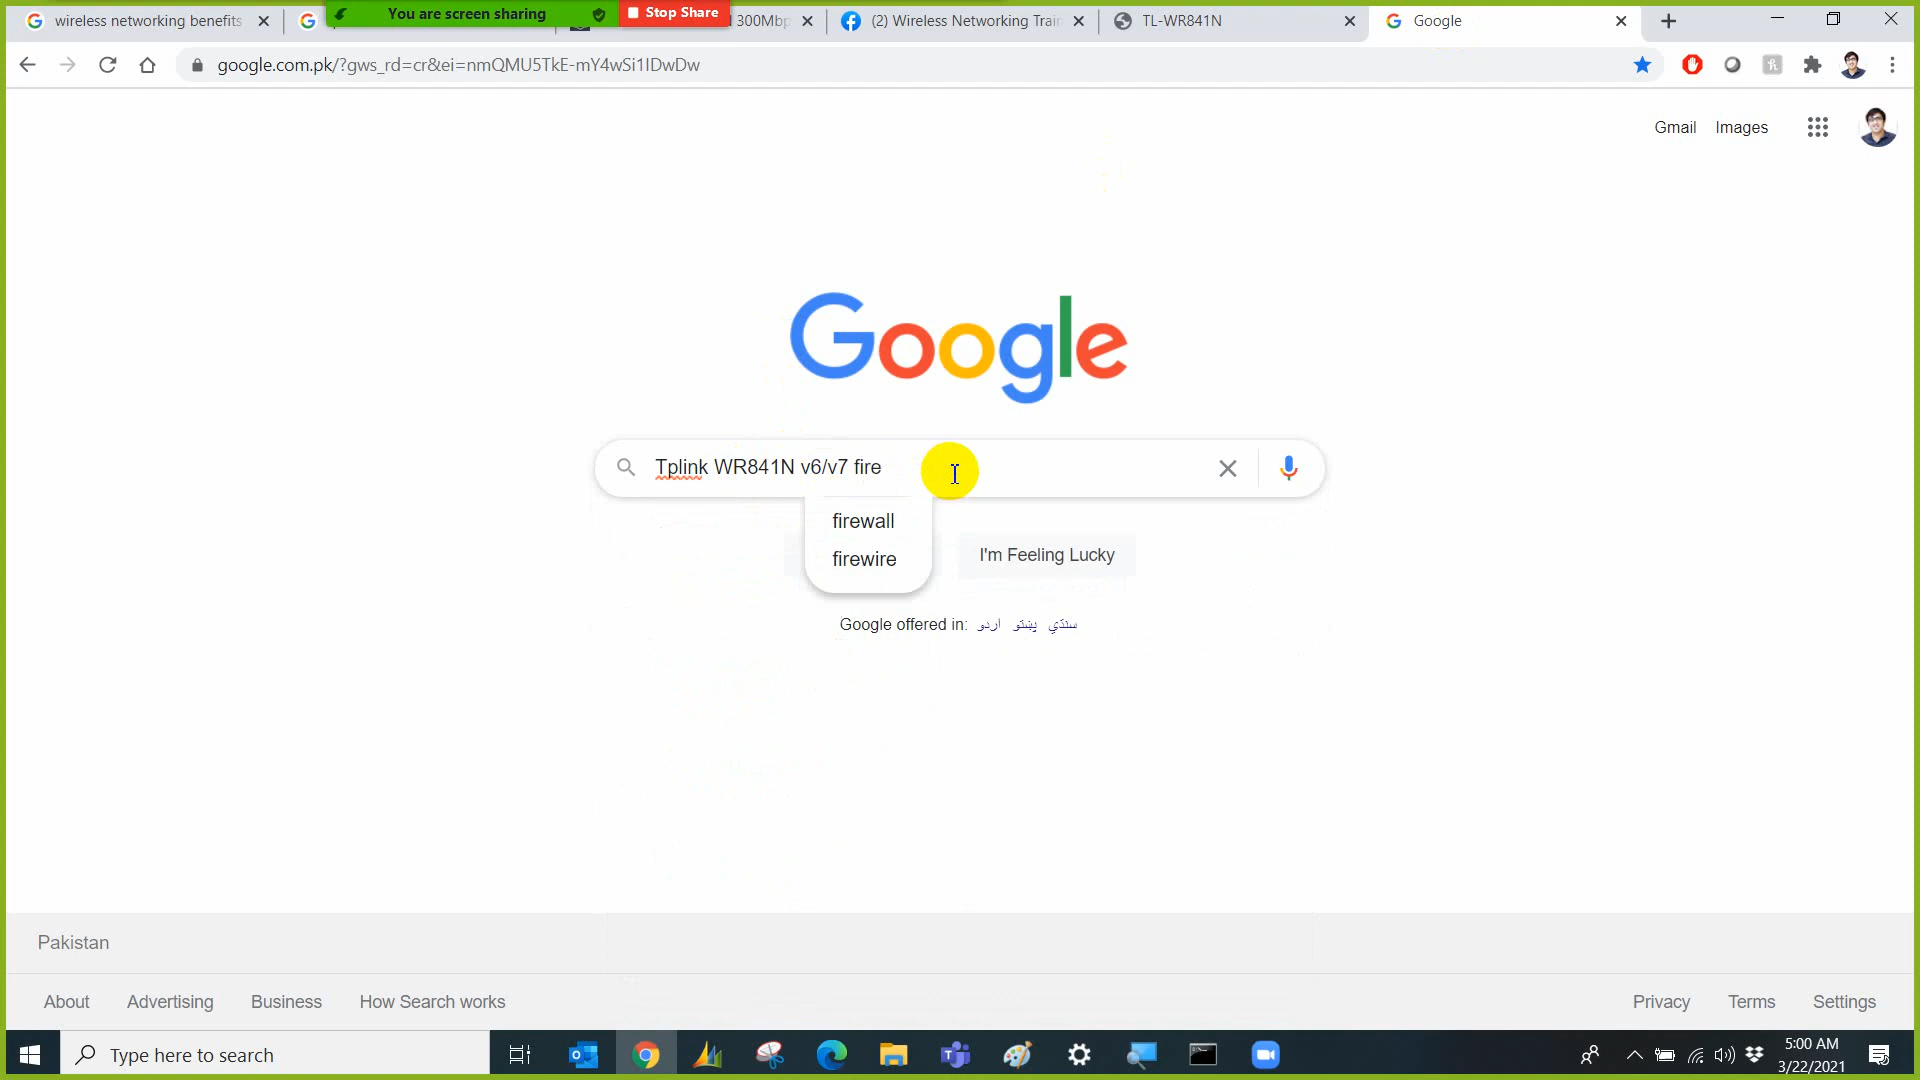 wireless networking benefits
You are screen sharing
Stop Share
300Mbp
(2) Wireless Networking Train
TL-WR841N
Google
google.com.pk/?gws_rd=cr&ei=nmQMU5TkE-mY4wSi1IDwDw
Gmail Images
Google
Tplink WR841N v6/v7 fire
firewall
firewire
I'm Feeling Lucky
Google offered in: اردو پښتو سنڌي
Pakistan
About Advertising Business How Search works
Privacy Terms Settings
Type here to search
5:00 AM
3/22/2021